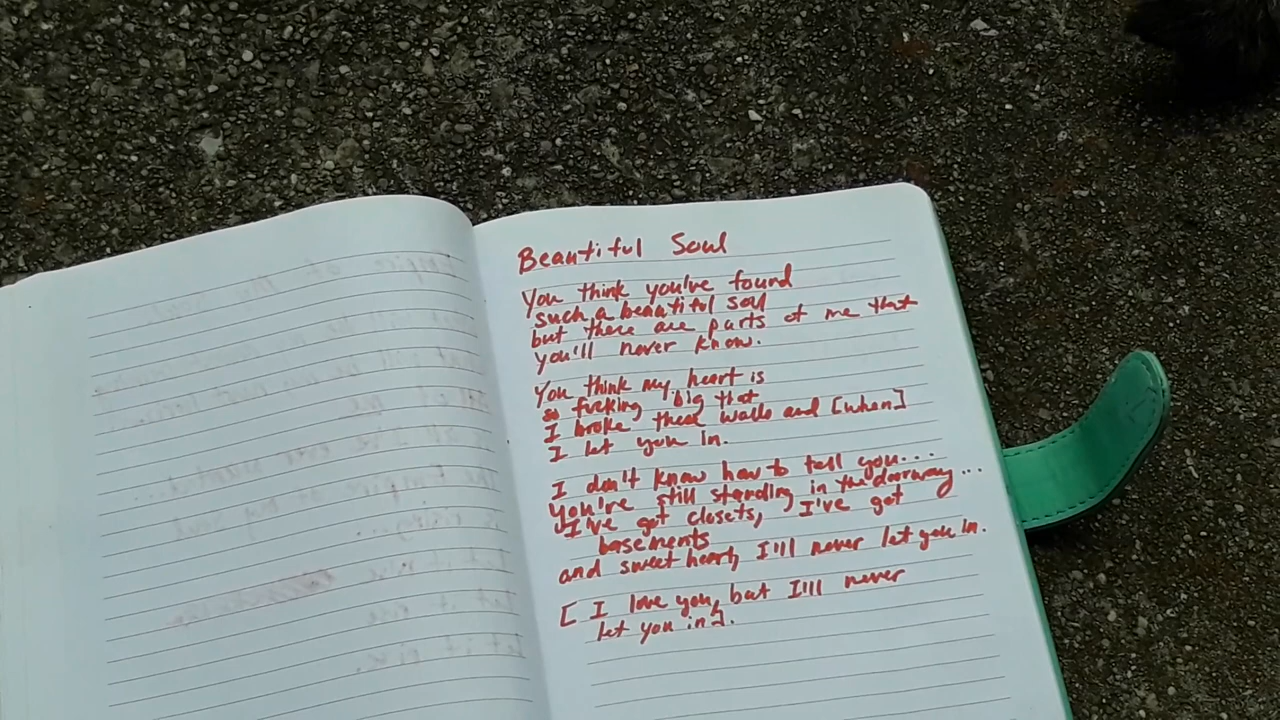 Beautiful Soul
You think you've found
such a beautiful soul
but there are parts of me that
you'll never know.
You think my heart is
so fucking big that
I broke these walls and [when]
I let you in.
I don't know how to tell you...
you're still standing in the doorway...
I've got closets, I've got
basements
and sweetheart, I'll never let you in.
[I love you, but I'll never
let you in].